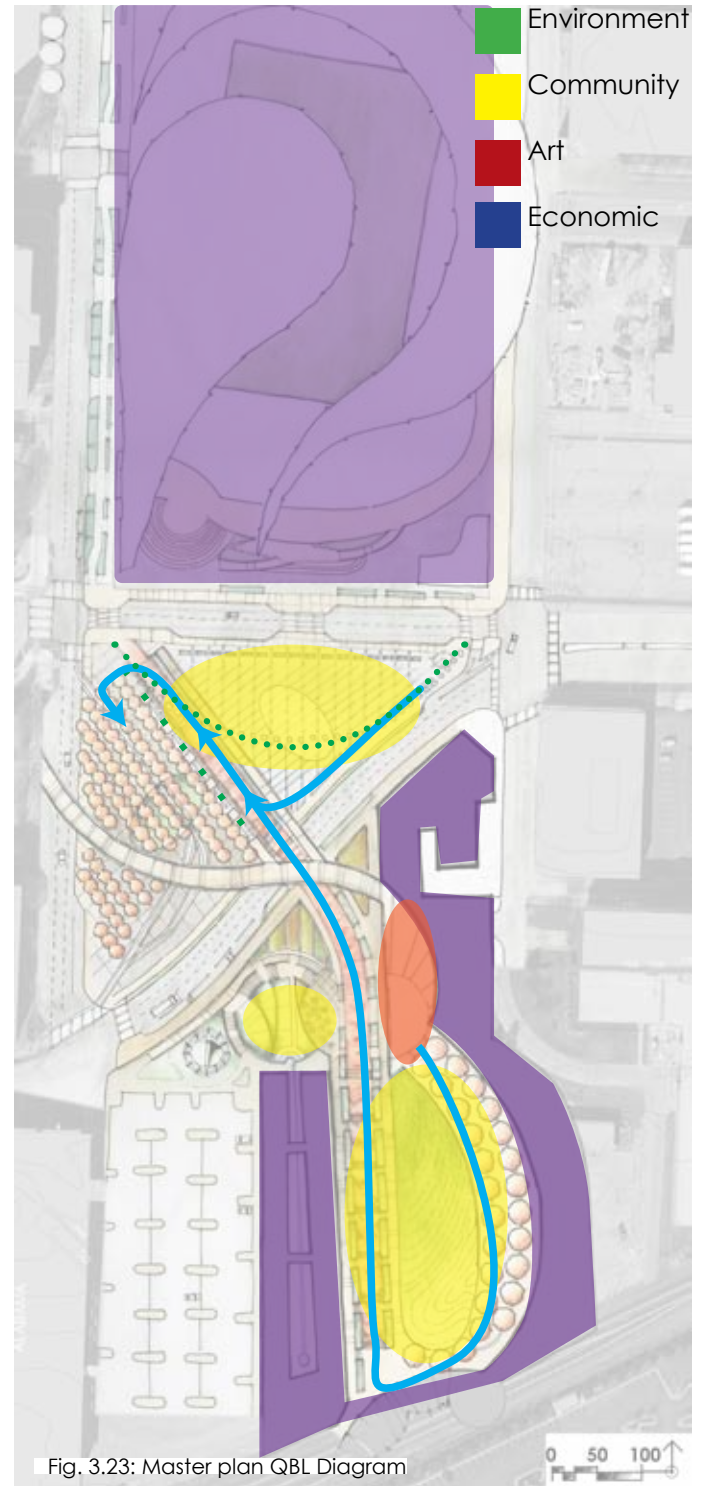 Environment
Community
Art
Economic
Fig. 3.23: Master plan QBL Diagram
0 50 100